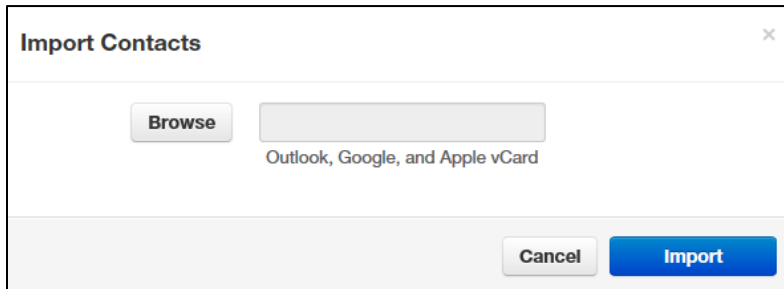 Import Contacts
×
Browse
Outlook, Google, and Apple vCard
Cancel Import